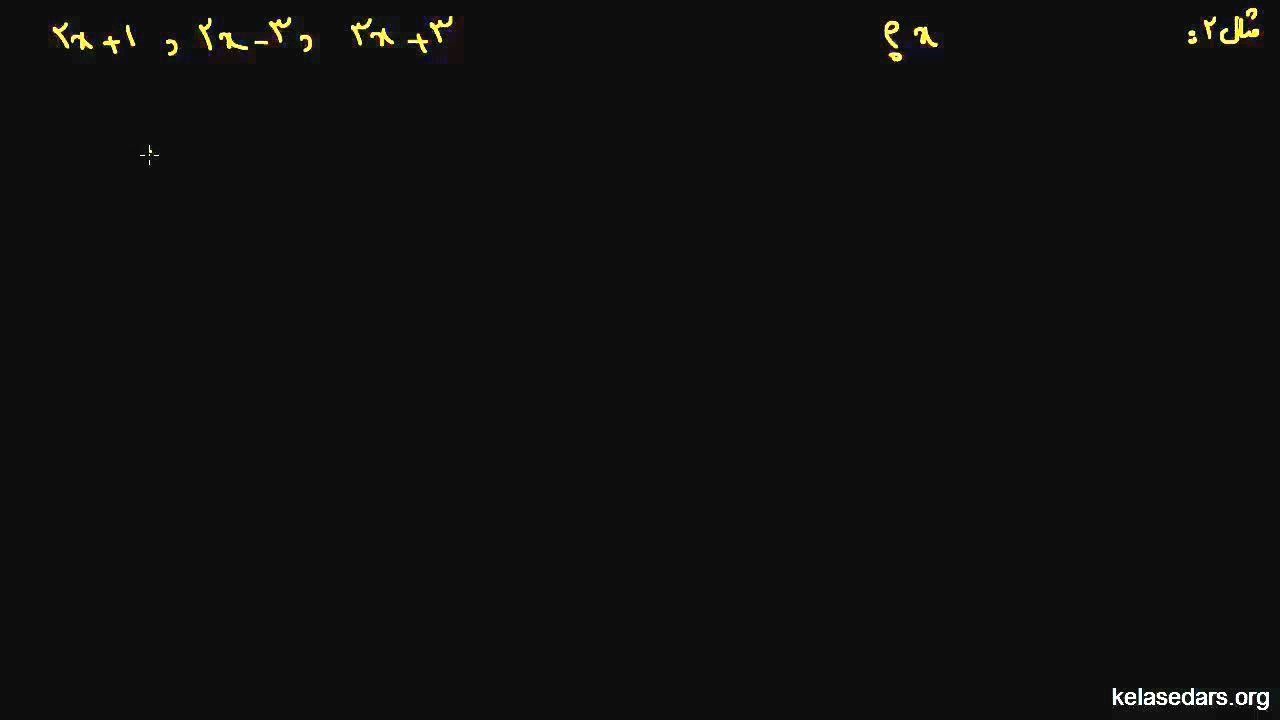 مثال ۲: x ؟ ۲x+۱ , ۲x-۳ , ۳x+۳
kelasedars.org